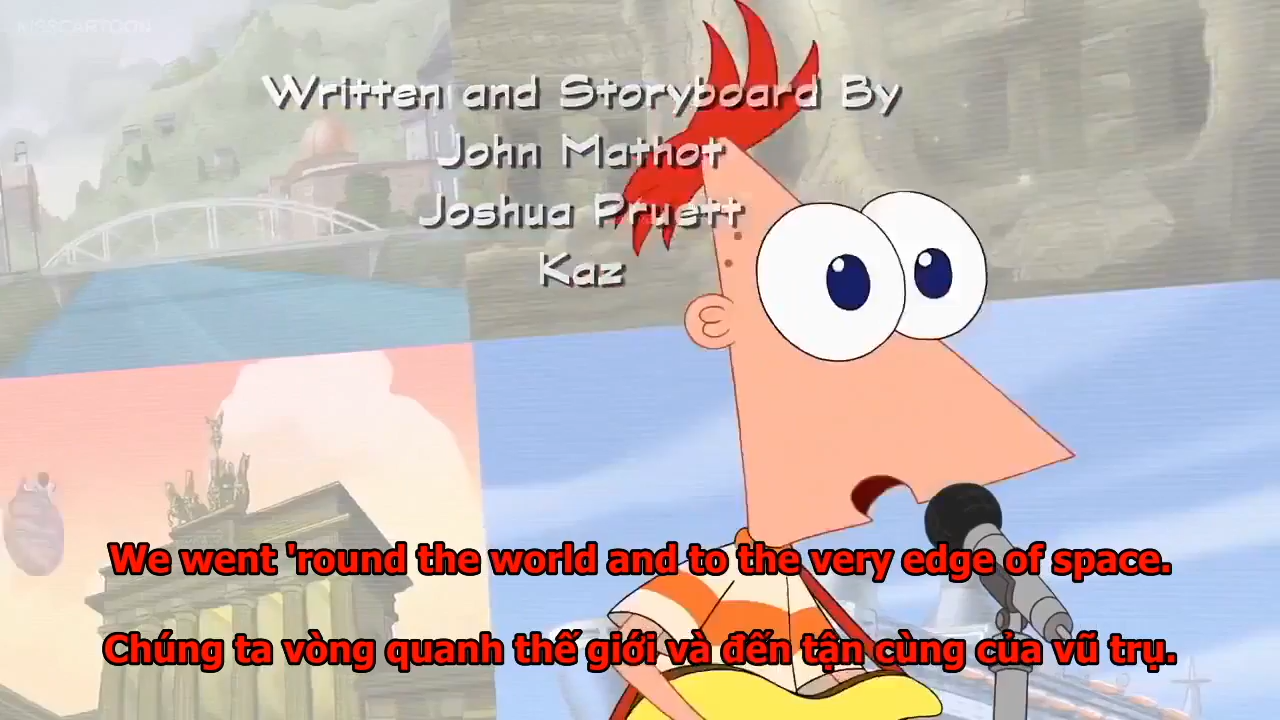 KISSCARTOON
Written and Storyboard By
John Mathot
Joshua Pruett
Kaz
We went 'round the world and to the very edge of space.
Chúng ta vòng quanh thế giới và đến tận cùng của vũ trụ.